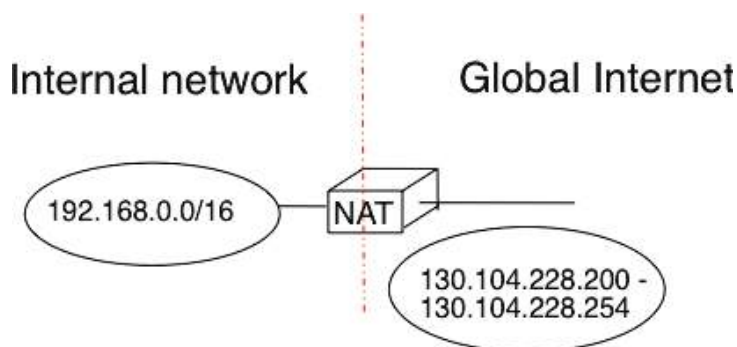 Internal network
Global Internet
192.168.0.0/16
NAT
130.104.228.200 -
130.104.228.254